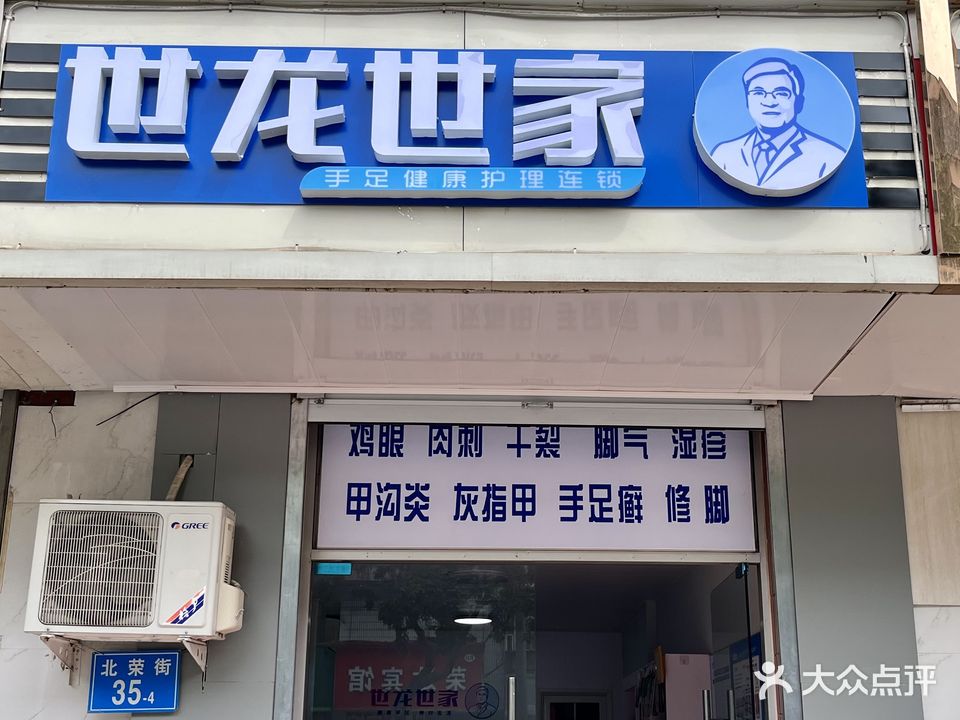 世龙世家
手足健康护理连锁
鸡眼 肉刺 干裂 脚气 湿疹
甲沟炎 灰指甲 手足癣 修脚
GREE
北荣街
35-4
宾馆
世龙世家
大众点评